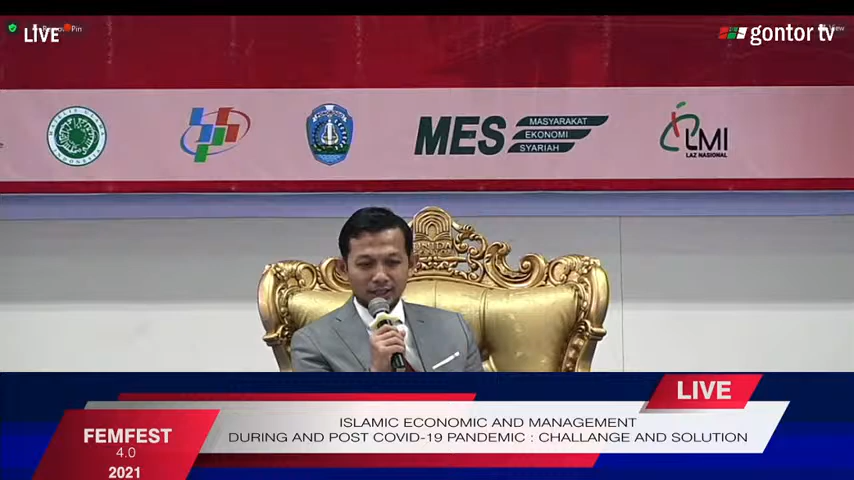 LIVE
gontor tv
View
MES
MASYARAKAT
EKONOMI
SYARIAH
LMI
LAZ NASIONAL
LIVE
ISLAMIC ECONOMIC AND MANAGEMENT
DURING AND POST COVID-19 PANDEMIC : CHALLANGE AND SOLUTION
FEMFEST
4.0
2021